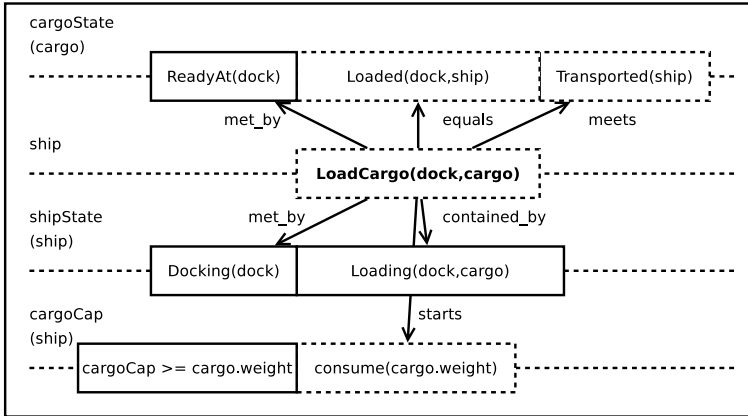 cargoState
(cargo)
ReadyAt(dock) Loaded(dock,ship) Transported(ship)
met_by equals meets
ship
LoadCargo(dock,cargo)
shipState
(ship)
met_by contained_by
Docking(dock) Loading(dock,cargo)
cargoCap
(ship)
starts
cargoCap >= cargo.weight consume(cargo.weight)